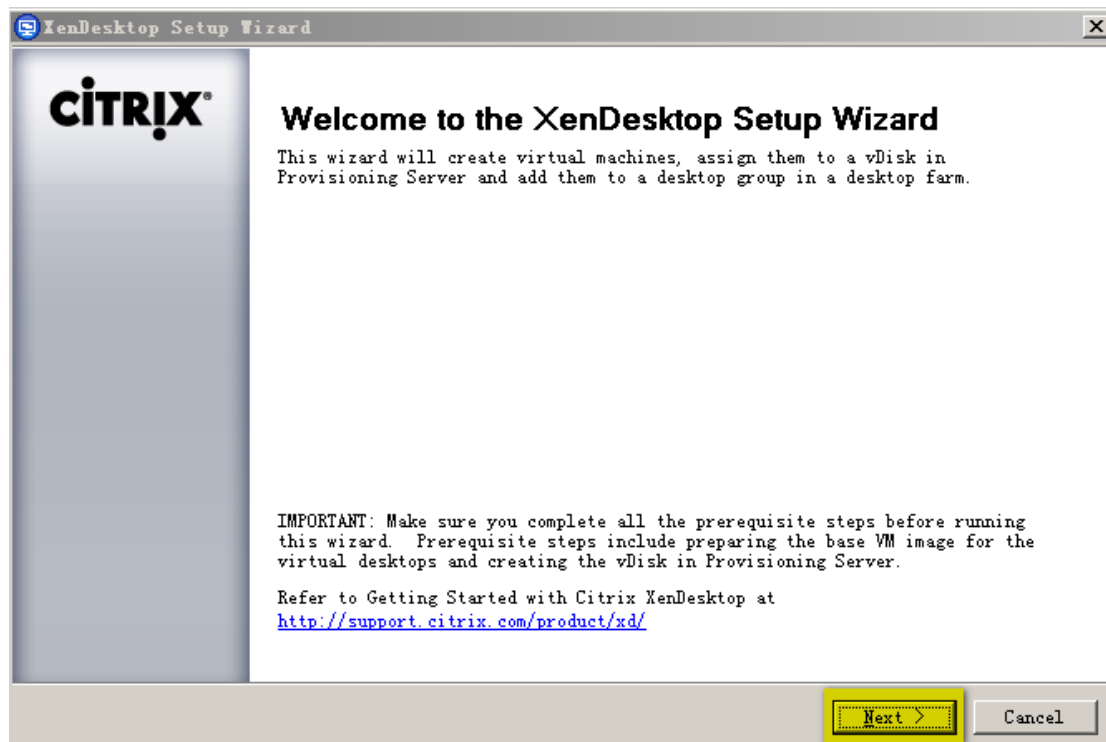 XenDesktop Setup Wizard
CİTRIX®
Welcome to the XenDesktop Setup Wizard
This wizard will create virtual machines, assign them to a vDisk in
Provisioning Server and add them to a desktop group in a desktop farm.
IMPORTANT: Make sure you complete all the prerequisite steps before running
this wizard.  Prerequisite steps include preparing the base VM image for the
virtual desktops and creating the vDisk in Provisioning Server.
Refer to Getting Started with Citrix XenDesktop at
http://support.citrix.com/product/xd/
Next >
Cancel